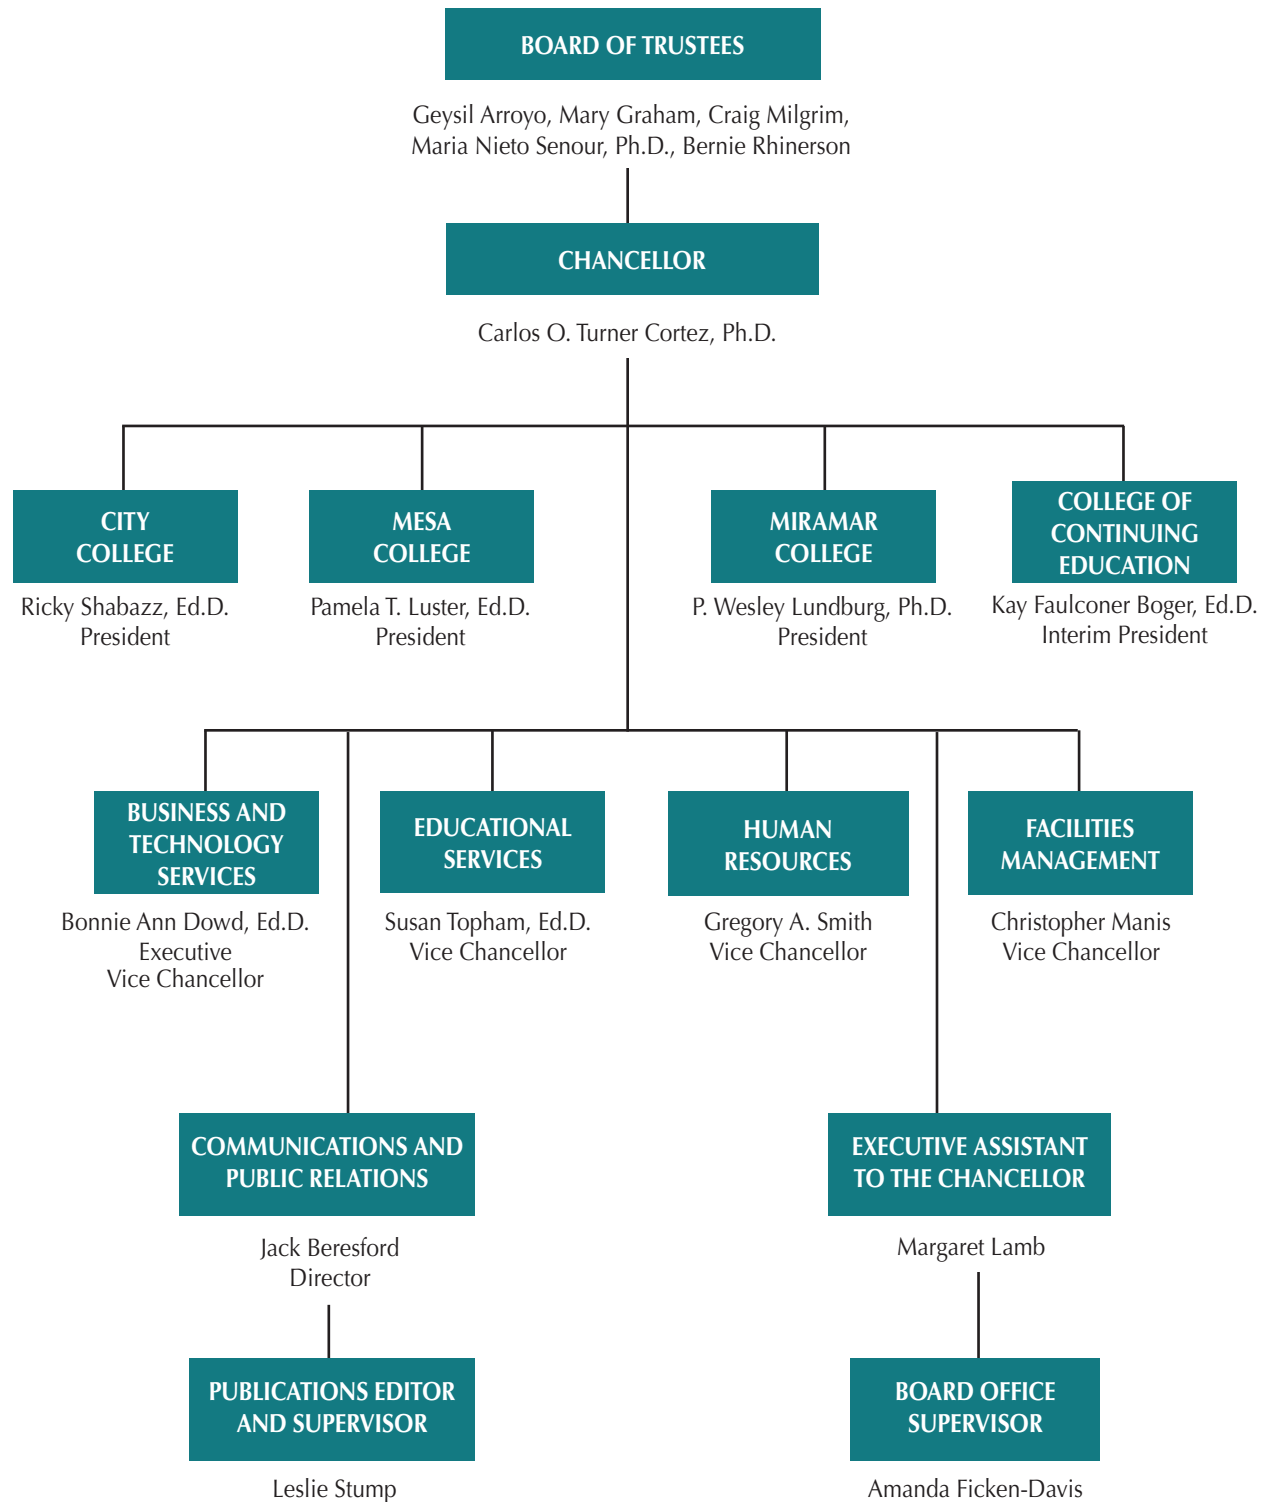 BOARD OF TRUSTEES
Geysil Arroyo, Mary Graham, Craig Milgrim,
Maria Nieto Senour, Ph.D., Bernie Rhinerson
CHANCELLOR
Carlos O. Turner Cortez, Ph.D.
CITY
COLLEGE
Ricky Shabazz, Ed.D.
President
MESA
COLLEGE
Pamela T. Luster, Ed.D.
President
MIRAMAR
COLLEGE
P. Wesley Lundburg, Ph.D.
President
COLLEGE OF
CONTINUING
EDUCATION
Kay Faulconer Boger, Ed.D.
Interim President
BUSINESS AND
TECHNOLOGY
SERVICES
Bonnie Ann Dowd, Ed.D.
Executive
Vice Chancellor
EDUCATIONAL
SERVICES
Susan Topham, Ed.D.
Vice Chancellor
HUMAN
RESOURCES
Gregory A. Smith
Vice Chancellor
FACILITIES
MANAGEMENT
Christopher Manis
Vice Chancellor
COMMUNICATIONS AND
PUBLIC RELATIONS
Jack Beresford
Director
EXECUTIVE ASSISTANT
TO THE CHANCELLOR
Margaret Lamb
PUBLICATIONS EDITOR
AND SUPERVISOR
Leslie Stump
BOARD OFFICE
SUPERVISOR
Amanda Ficken-Davis